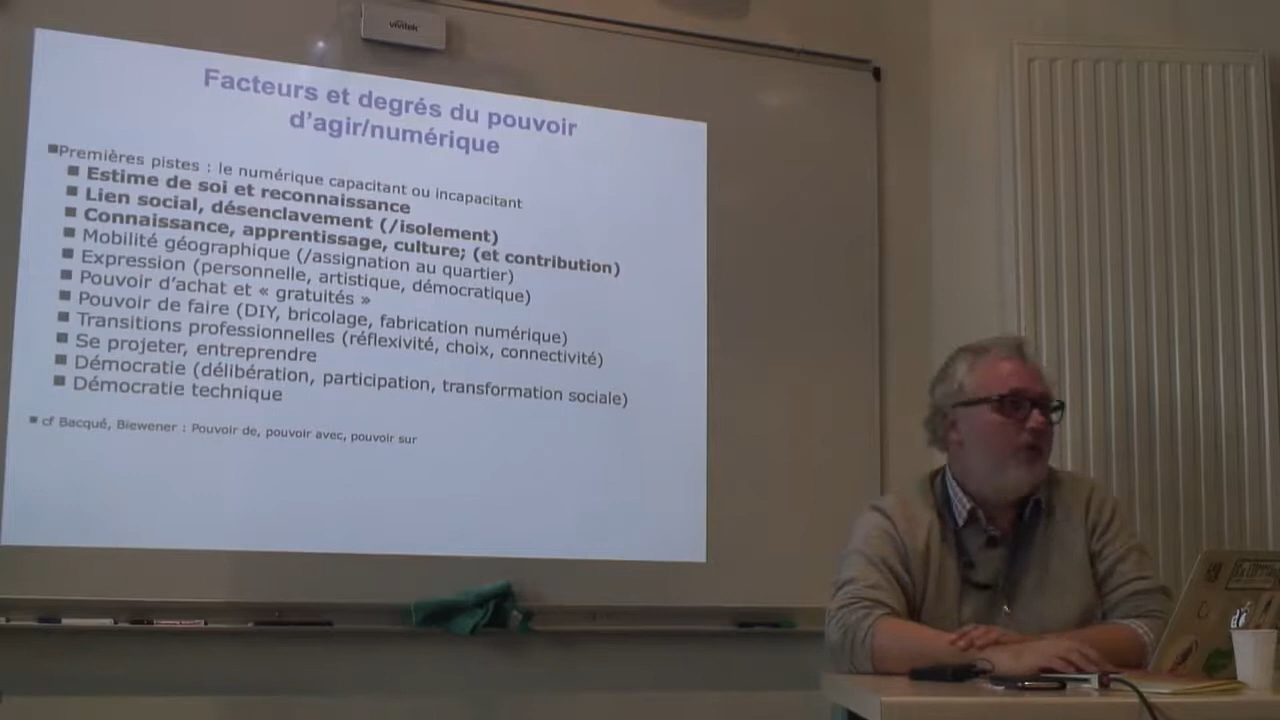 vivitek
Facteurs et degrés du pouvoir
d’agir/numérique
Premières pistes : le numérique capacitant ou incapacitant
Estime de soi et reconnaissance
Lien social, désenclavement (/isolement)
Connaissance, apprentissage, culture; (et contribution)
Mobilité géographique (/assignation au quartier)
Expression (personnelle, artistique, démocratique)
Pouvoir d’achat et « gratuités »
Pouvoir de faire (DIY, bricolage, fabrication numérique)
Transitions professionnelles (réflexivité, choix, connectivité)
Se projeter, entreprendre
Démocratie (délibération, participation, transformation sociale)
Démocratie technique
cf Bacqué, Biewener : Pouvoir de, pouvoir avec, pouvoir sur